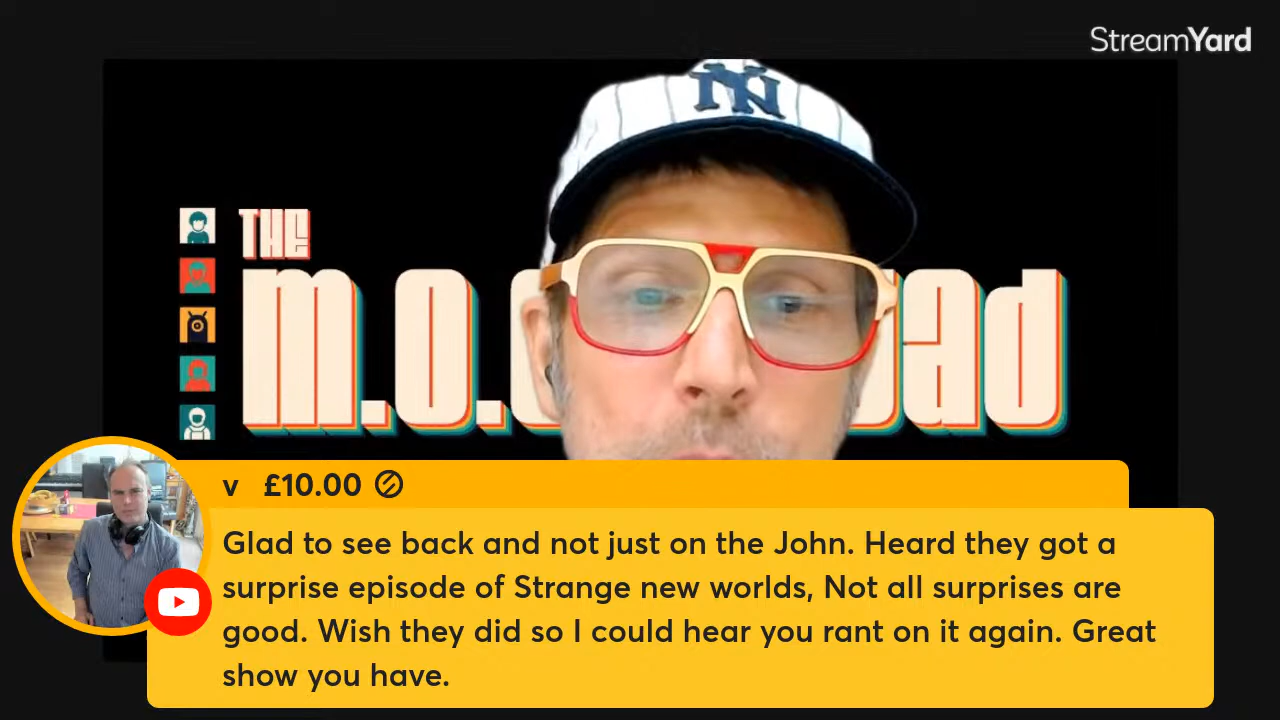 StreamYard
NY
THE
m.o.
ad
v £10.00
Glad to see back and not just on the John. Heard they got a
surprise episode of Strange new worlds, Not all surprises are
good. Wish they did so I could hear you rant on it again. Great
show you have.